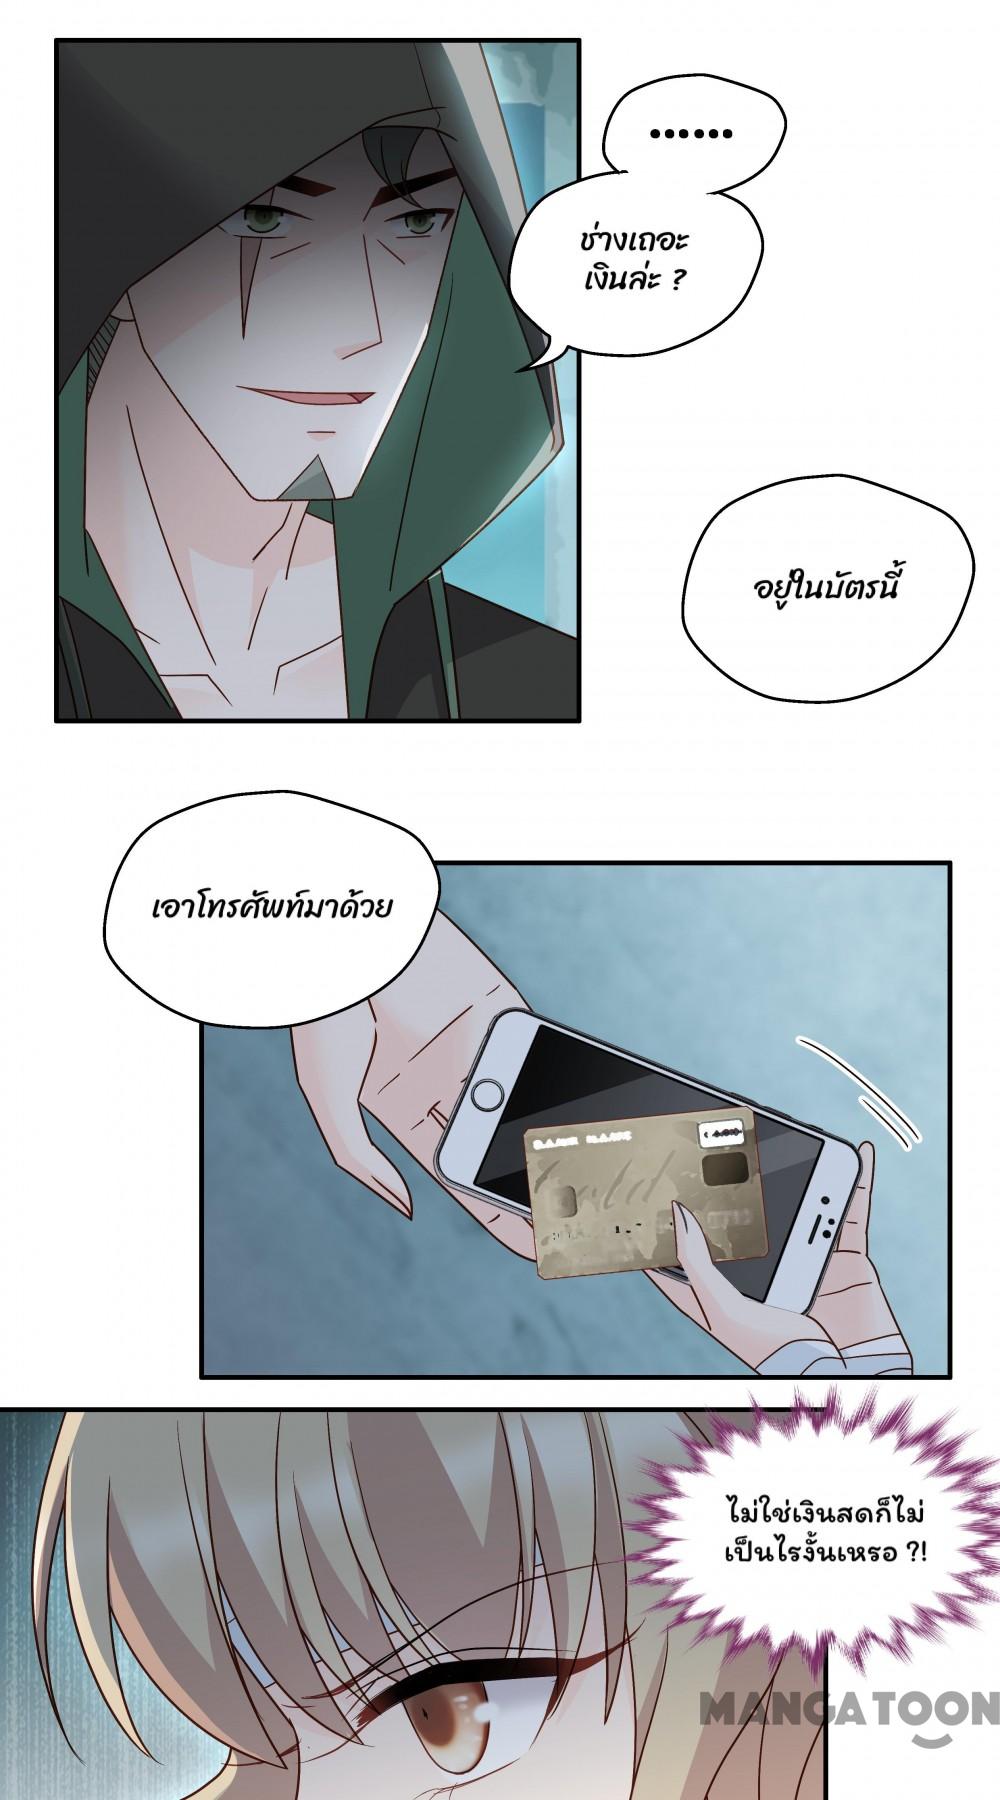 ......
ช่างเถอะ
เงินล่ะ ?
อยู่ในบัตรนี้
เอาโทรศัพท์มาด้วย
ไม่ใช่เงินสดก็ไม่
เป็นไรงั้นเหรอ ?!
MANGATOON